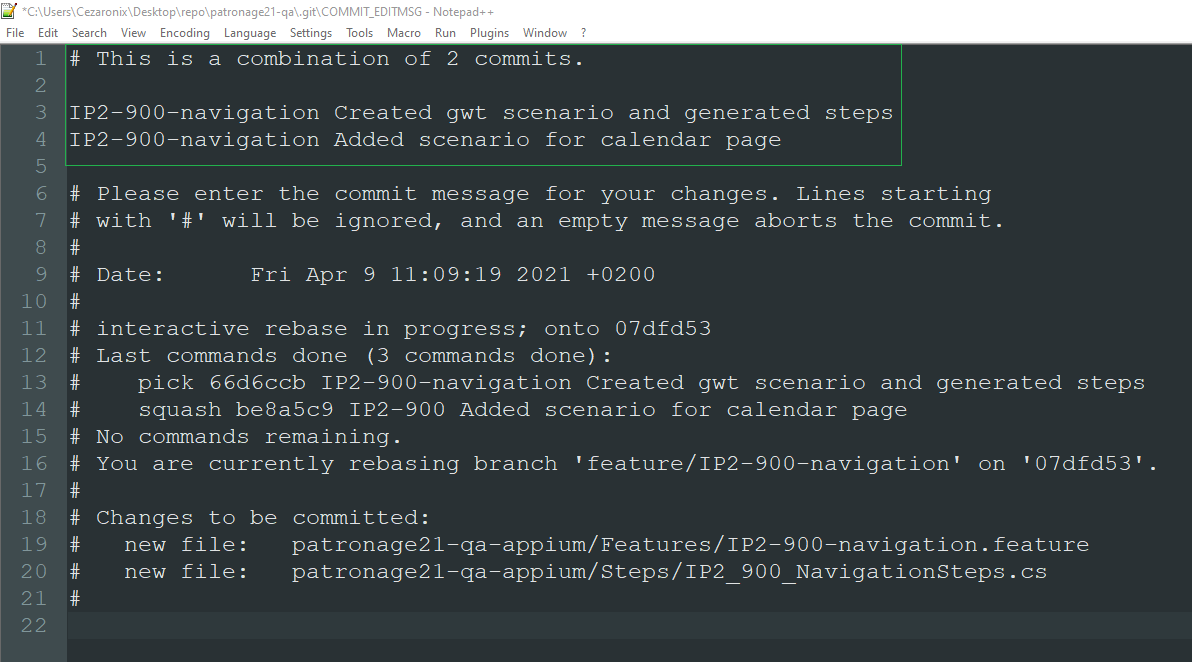 *C:\Users\Cezaronix\Desktop\repo\patronage21-qa\.git\COMMIT_EDITMSG - Notepad++
File Edit Search View Encoding Language Settings Tools Macro Run Plugins Window ?
1 # This is a combination of 2 commits.
2
3 IP2-900-navigation Created gwt scenario and generated steps
4 IP2-900-navigation Added scenario for calendar page
5
6 # Please enter the commit message for your changes. Lines starting
7 # with '#' will be ignored, and an empty message aborts the commit.
8 #
9 # Date:      Fri Apr 9 11:09:19 2021 +0200
10 #
11 # interactive rebase in progress; onto 07dfd53
12 # Last commands done (3 commands done):
13 #    pick 66d6ccb IP2-900-navigation Created gwt scenario and generated steps
14 #    squash be8a5c9 IP2-900 Added scenario for calendar page
15 # No commands remaining.
16 # You are currently rebasing branch 'feature/IP2-900-navigation' on '07dfd53'.
17 #
18 # Changes to be committed:
19 #   new file:   patronage21-qa-appium/Features/IP2-900-navigation.feature
20 #   new file:   patronage21-qa-appium/Steps/IP2_900_NavigationSteps.cs
21 #
22